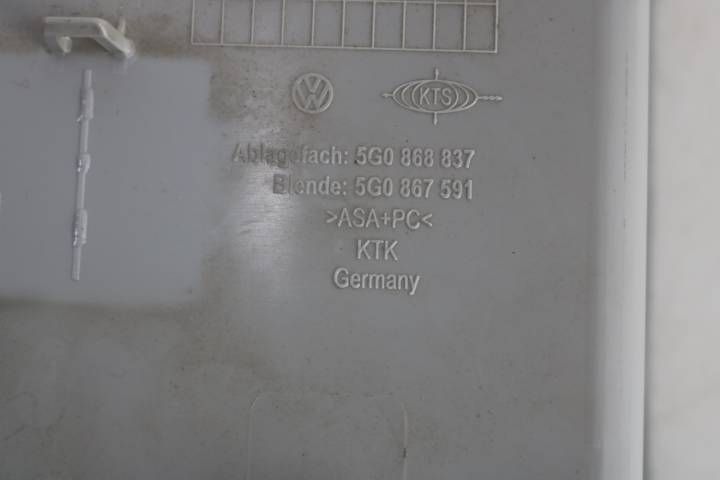 KTS
Ablagefach: 5G0 868 837
Blende: 5G0 867 591
>ASA+PC<
KTK
Germany